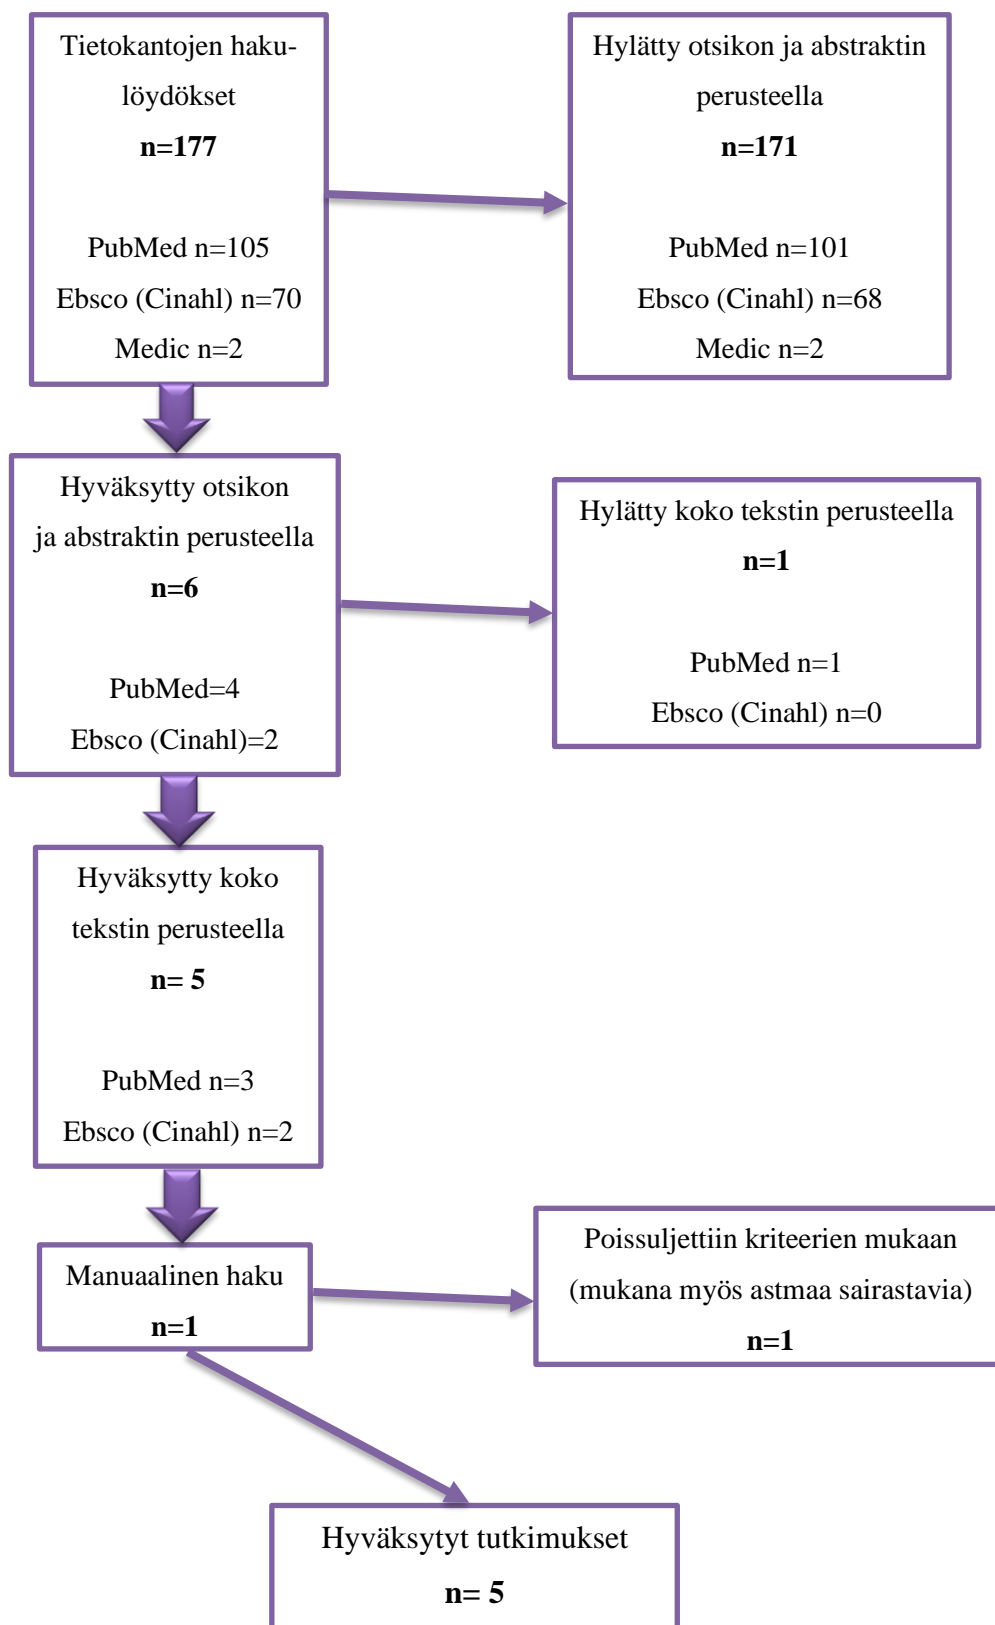 Tietokantojen haku-
löydökset
n=177
PubMed n=105
Ebsco (Cinahl) n=70
Medic n=2
Hylätty otsikon ja abstraktin
perusteella
n=171
PubMed n=101
Ebsco (Cinahl) n=68
Medic n=2
Hyväksytty otsikon
ja abstraktin perusteella
n=6
PubMed=4
Ebsco (Cinahl)=2
Hylätty koko tekstin perusteella
n=1
PubMed n=1
Ebsco (Cinahl) n=0
Hyväksytty koko
tekstin perusteella
n= 5
PubMed n=3
Ebsco (Cinahl) n=2
Manuaalinen haku
n=1
Poissuljettiin kriteerien mukaan
(mukana myös astmaa sairastavia)
n=1
Hyväksytyt tutkimukset
n= 5